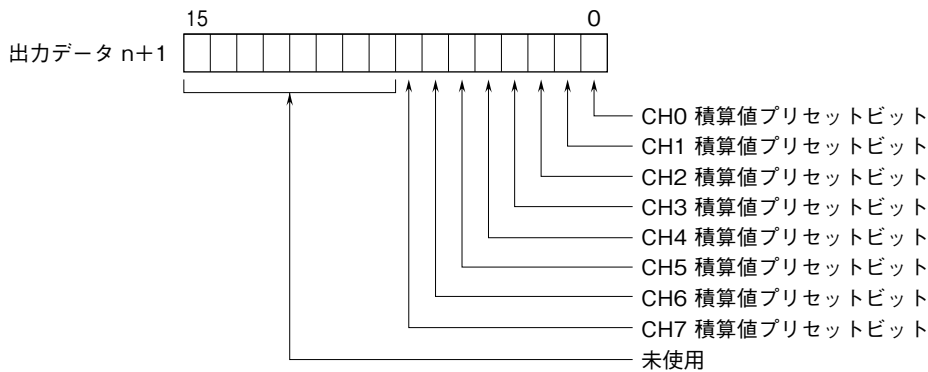 15 0
出力データ n＋1
CH0 積算値プリセットビット
CH1 積算値プリセットビット
CH2 積算値プリセットビット
CH3 積算値プリセットビット
CH4 積算値プリセットビット
CH5 積算値プリセットビット
CH6 積算値プリセットビット
CH7 積算値プリセットビット
未使用